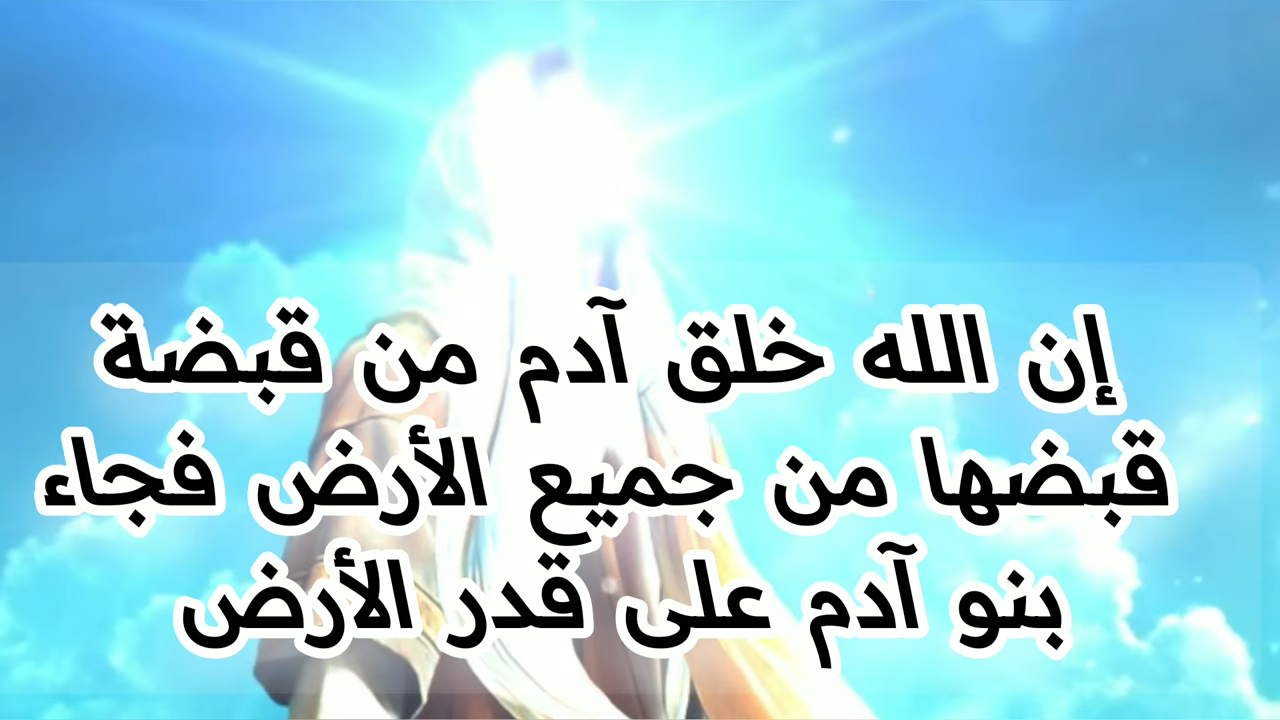 إن الله خلق آدم من قبضة
قبضها من جميع الأرض فجاء
بنو آدم على قدر الأرض